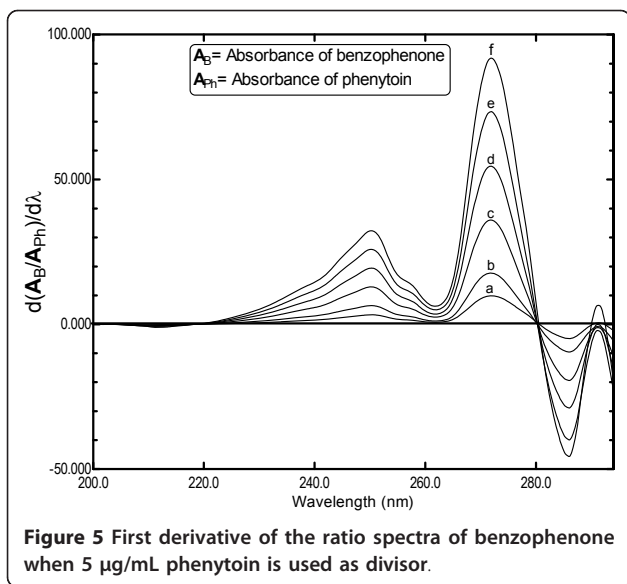 100.000
A_B= Absorbance of benzophenone
A_Ph= Absorbance of phenytoin
f
e
d
50.000
c
b
a
d(A_B/A_Ph)/dλ
0.000
-50.000
200.0 220.0 240.0 260.0 280.0
Wavelength (nm)
Figure 5 First derivative of the ratio spectra of benzophenone
when 5 μg/mL phenytoin is used as divisor.